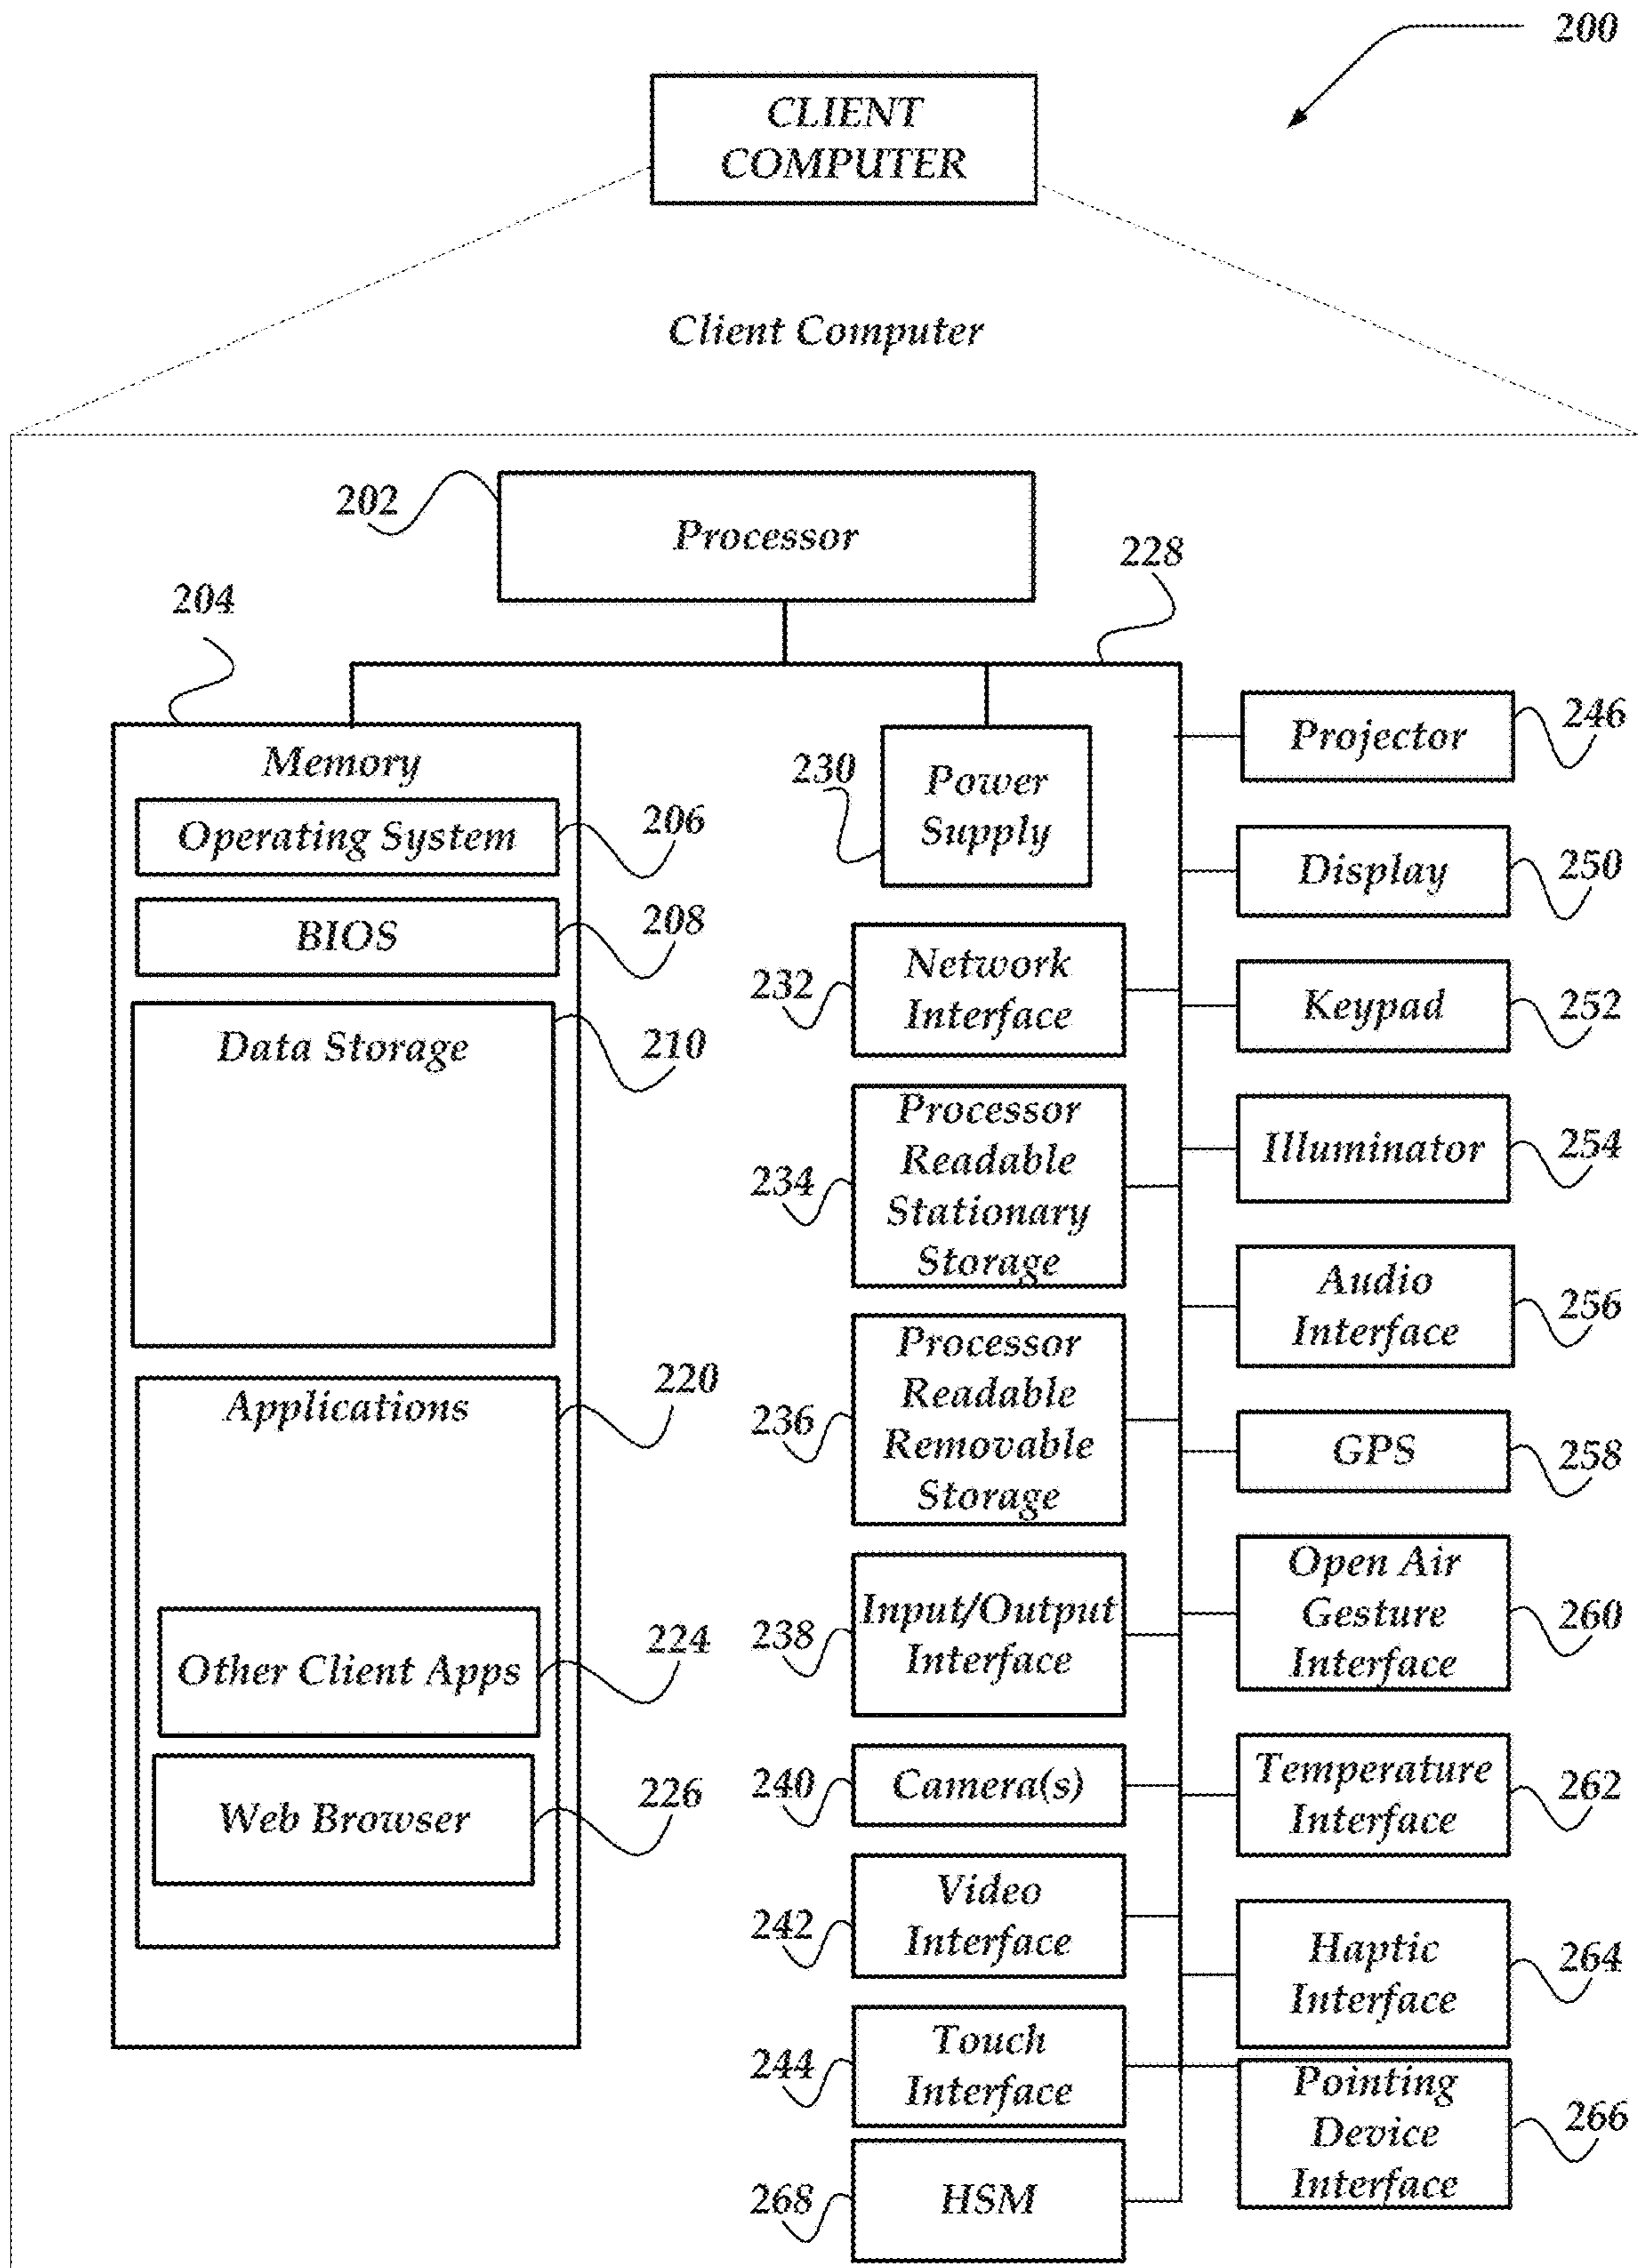 200
CLIENT
COMPUTER
Client Computer
202
Processor
228
204
Memory
Operating System
206
BIOS
208
Data Storage
210
Applications
220
Other Client Apps
224
Web Browser
226
230
Power
Supply
232
Network
Interface
234
Processor
Readable
Stationary
Storage
236
Processor
Readable
Removable
Storage
238
Input/Output
Interface
240
Camera(s)
242
Video
Interface
244
Touch
Interface
268
HSM
Projector
246
Display
250
Keypad
252
Illuminator
254
Audio
Interface
256
GPS
258
Open Air
Gesture
Interface
260
Temperature
Interface
262
Haptic
Interface
264
Pointing
Device
Interface
266